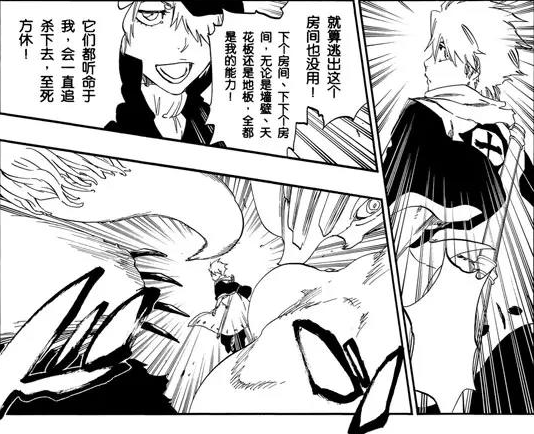 就算逃出这个
房间也没用！
下个房间、下下个房
间，无论是墙壁、天
花板还是地板，全都
是我的能力！
它们都听命于
我，会一直追
杀下去，至死
方休！